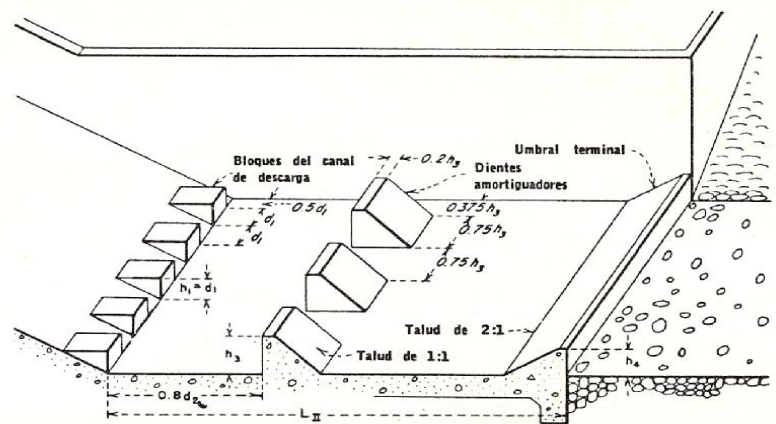 Umbral terminal
Bloques del canal
de descarga
0.2h₃
Dientes
amortiguadores
0.5d₁
d₁
d₁
0.375h₃
0.75h₃
0.75h₃
h₁=d₁
Talud de 2:1
Talud de 1:1
h₃
h₄
0.8d₂
L_II